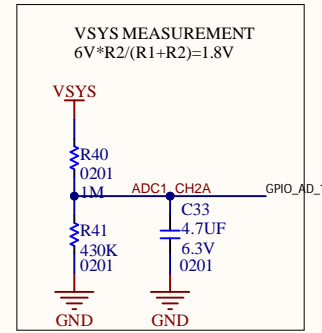 VSYS MEASUREMENT
6V*R2/(R1+R2)=1.8V
VSYS
R40
0201
1M
ADC1_CH2A
GPIO_AD_1
R41
430K
0201
C33
4.7UF
6.3V
0201
GND
GND